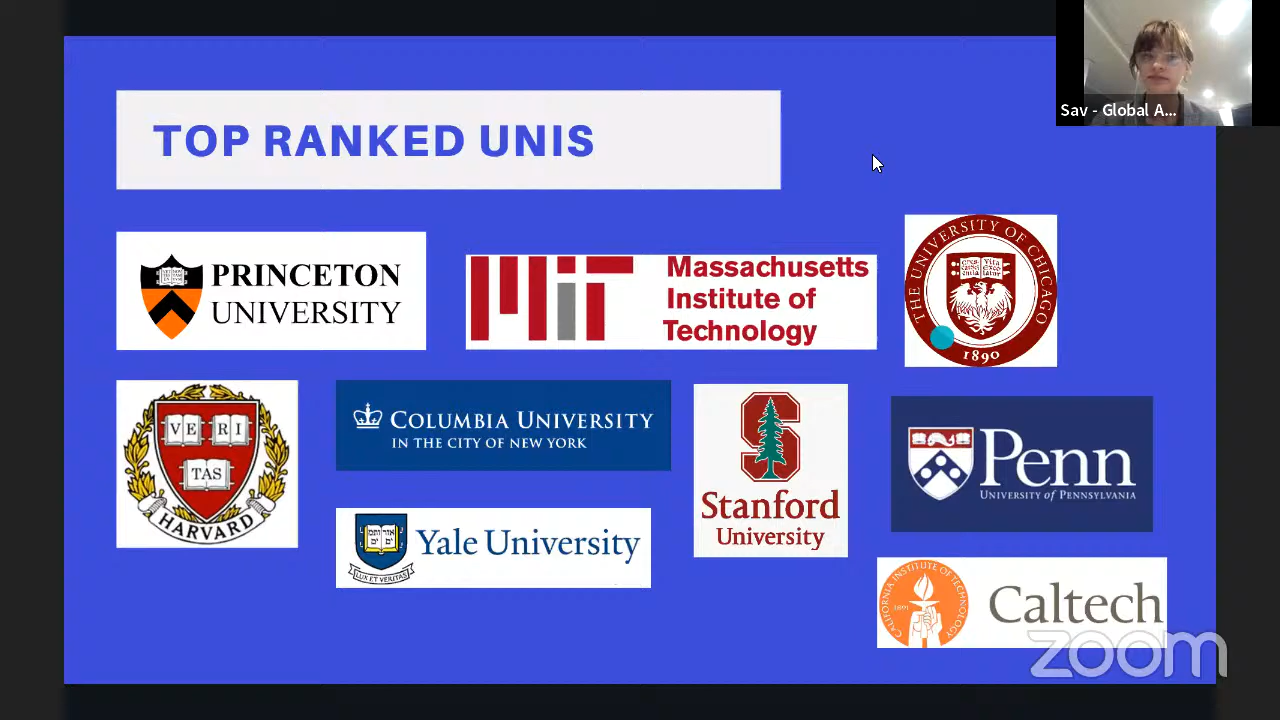 Sav - Global A...
TOP RANKED UNIS
PRINCETON
UNIVERSITY
Massachusetts
Institute of
Technology
THE UNIVERSITY OF CHICAGO
1890
VE RI
TAS
HARVARD
COLUMBIA UNIVERSITY
IN THE CITY OF NEW YORK
Stanford
University
Penn
UNIVERSITY of PENNSYLVANIA
Yale University
LUX ET VERITAS
CALIFORNIA INSTITUTE OF TECHNOLOGY
1891
Caltech
zoom